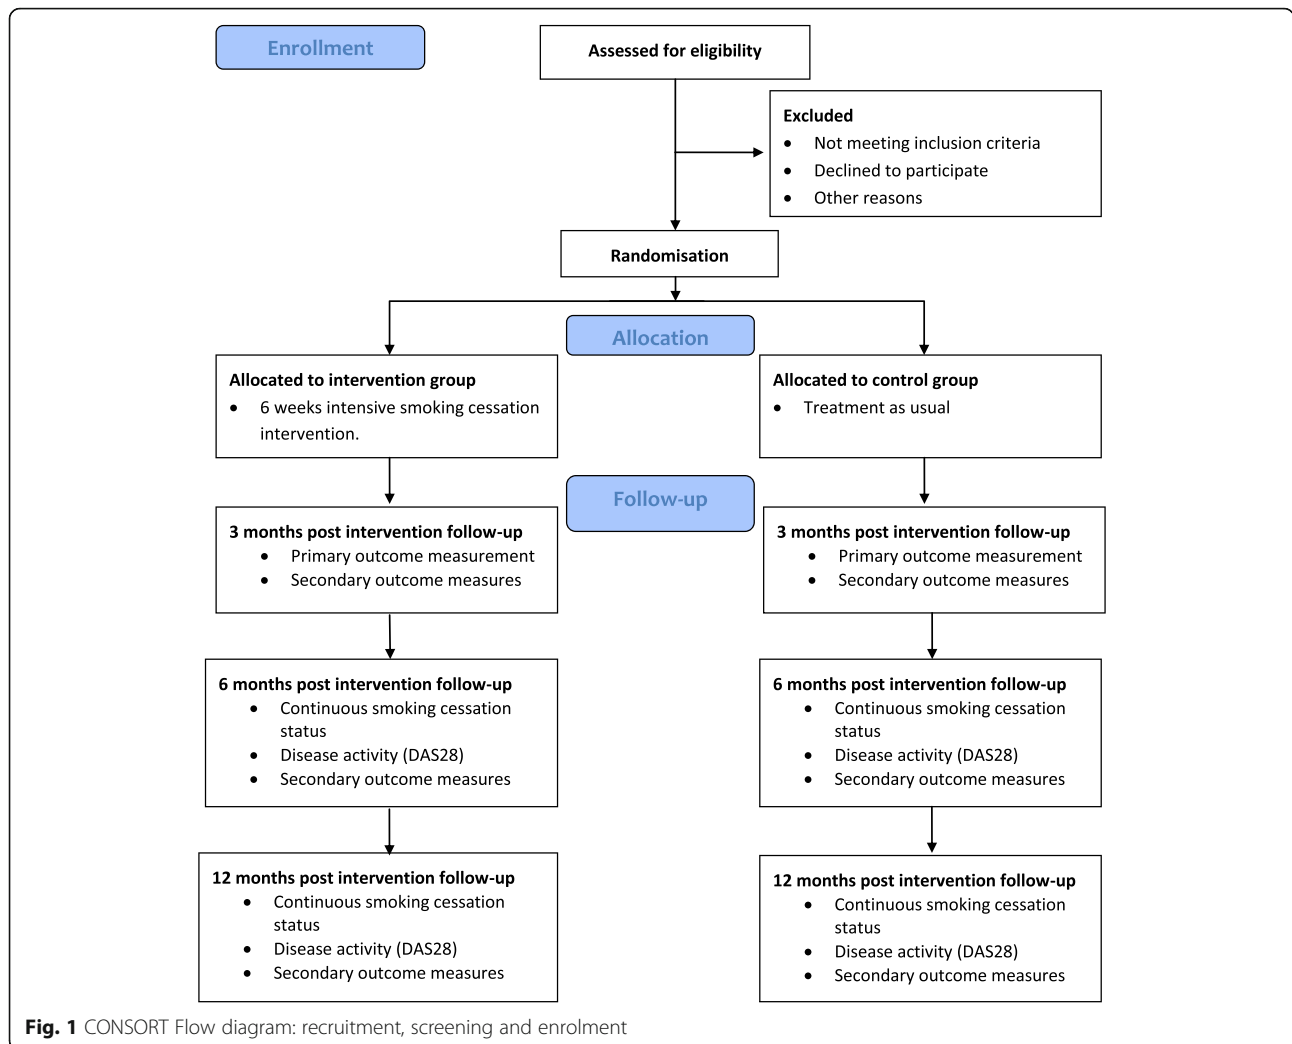 Enrollment
Assessed for eligibility
Excluded
• Not meeting inclusion criteria
• Declined to participate
• Other reasons
Randomisation
Allocation
Allocated to intervention group
• 6 weeks intensive smoking cessation
intervention.
Allocated to control group
• Treatment as usual
Follow-up
3 months post intervention follow-up
• Primary outcome measurement
• Secondary outcome measures
3 months post intervention follow-up
• Primary outcome measurement
• Secondary outcome measures
6 months post intervention follow-up
• Continuous smoking cessation
status
• Disease activity (DAS28)
• Secondary outcome measures
6 months post intervention follow-up
• Continuous smoking cessation
status
• Disease activity (DAS28)
• Secondary outcome measures
12 months post intervention follow-up
• Continuous smoking cessation
status
• Disease activity (DAS28)
• Secondary outcome measures
12 months post intervention follow-up
• Continuous smoking cessation
status
• Disease activity (DAS28)
• Secondary outcome measures
Fig. 1 CONSORT Flow diagram: recruitment, screening and enrolment